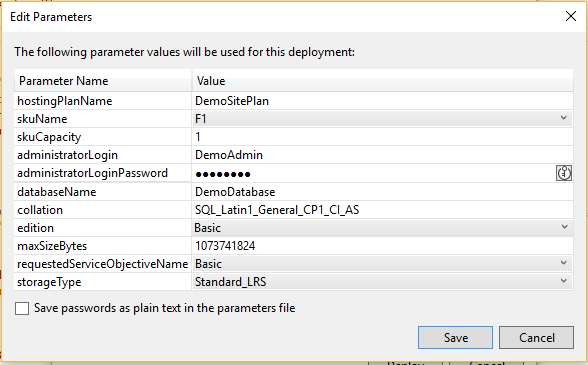 Edit Parameters
The following parameter values will be used for this deployment:
Parameter Name Value
hostingPlanName DemoSitePlan
skuName F1
skuCapacity 1
administratorLogin DemoAdmin
administratorLoginPassword ●●●●●●●●
databaseName DemoDatabase
collation SQL_Latin1_General_CP1_CI_AS
edition Basic
maxSizeBytes 1073741824
requestedServiceObjectiveName Basic
storageType Standard_LRS
Save passwords as plain text in the parameters file
Save Cancel